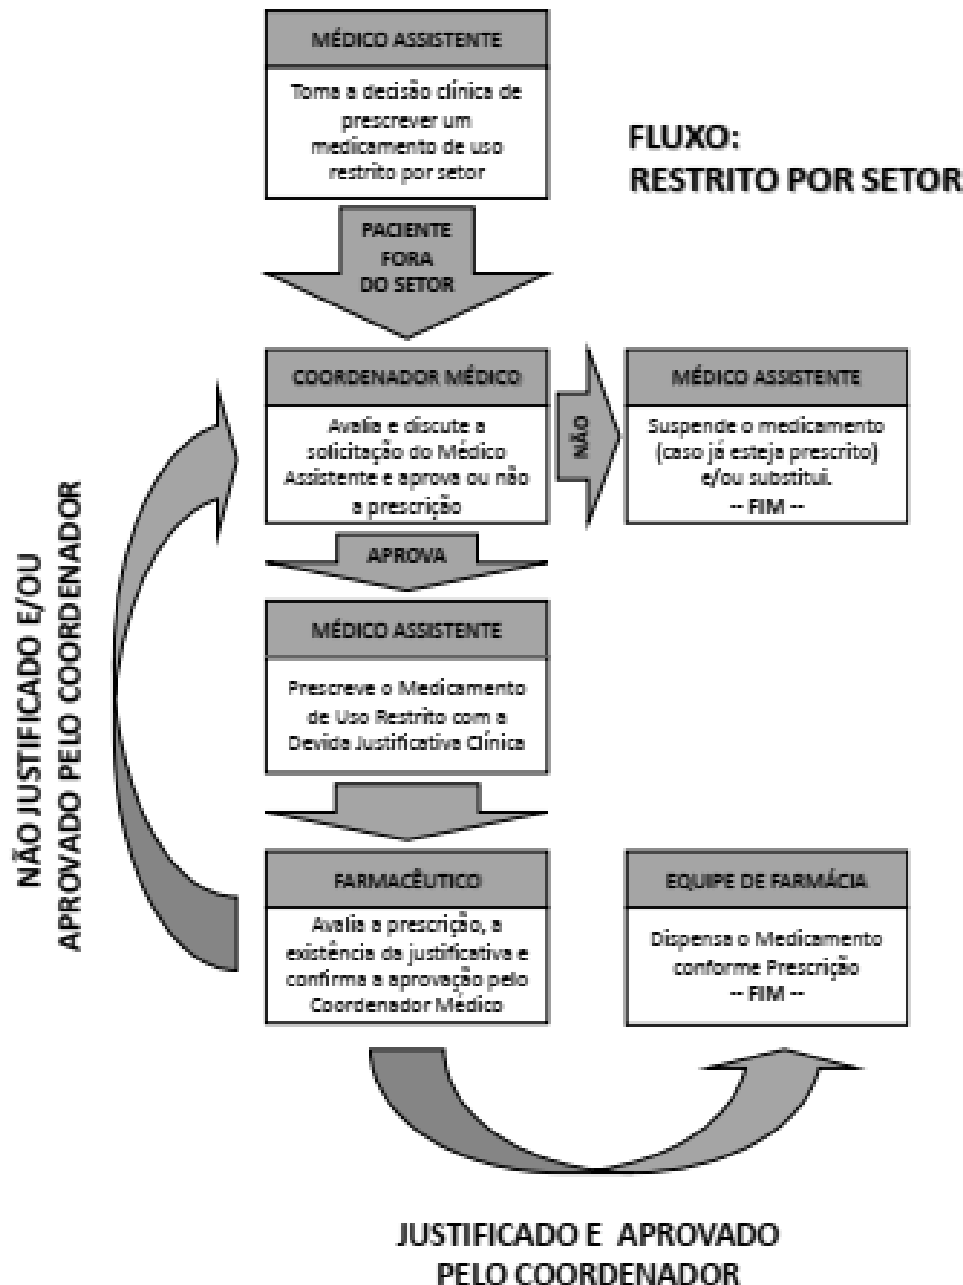 MÉDICO ASSISTENTE
Toma a decisão clínica de
prescrever um
medicamento de uso
restrito por setor
FLUXO:
RESTRITO POR SETOR
PACIENTE
FORA
DO SETOR
COORDENADOR MÉDICO
Avalia e discute a
solicitação do Médico
Assistente e aprova ou não
a prescrição
NÃO
MÉDICO ASSISTENTE
Suspende o medicamento
(caso já esteja prescrito)
e/ou substitui.
-- FIM --
APROVA
MÉDICO ASSISTENTE
Prescreve o Medicamento
de Uso Restrito com a
Devida Justificativa Clínica
NÃO JUSTIFICADO E/OU
APROVADO PELO COORDENADOR
FARMACÊUTICO
Avalia a prescrição, a
existência da justificativa e
confirma a aprovação pelo
Coordenador Médico
EQUIPE DE FARMÁCIA
Dispensa o Medicamento
conforme Prescrição
-- FIM --
JUSTIFICADO E APROVADO
PELO COORDENADOR